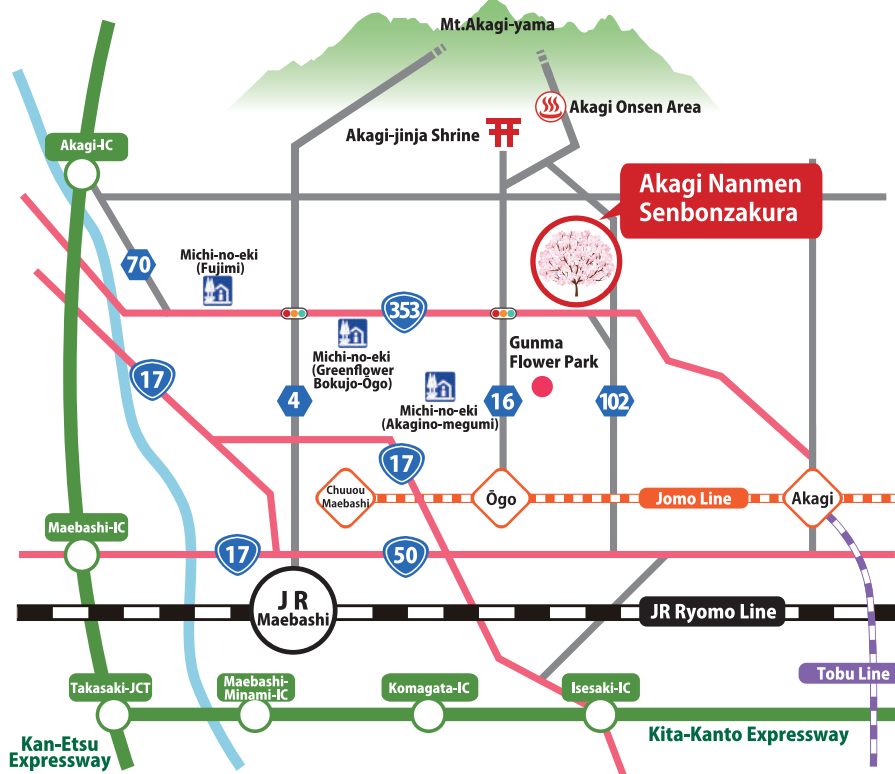 Mt.Akagi-yama
Akagi Onsen Area
Akagi-jinja Shrine
Akagi-IC
Akagi Nanmen
Senbonzakura
Michi-no-eki
(Fujimi)
70
353
Michi-no-eki
(Greenflower
Bokujo-Ōgo)
Gunma
Flower Park
17
4
Michi-no-eki
(Akagino-megumi)
16
102
17
Chuuou
Maebashi
Ōgo
Jomo Line
Akagi
Maebashi-IC
17
50
JR
Maebashi
JR Ryomo Line
Tobu Line
Takasaki-JCT
Maebashi-
Minami-IC
Komagata-IC
Isesaki-IC
Kan-Etsu
Expressway
Kita-Kanto Expressway